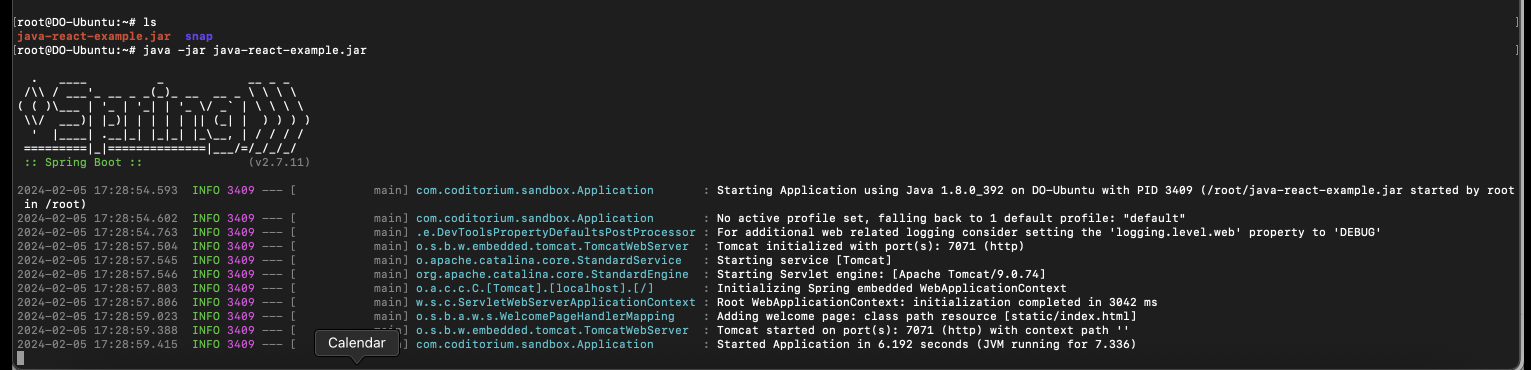 [root@DO-Ubuntu:~# ls ]
java-react-example.jar  snap
[root@DO-Ubuntu:~# java -jar java-react-example.jar ]
  .   ____          _            __ _ _
 /\\ / ___'_ __ _ _(_)_ __  __ _ \ \ \ \
( ( )\___ | '_ | '_| | '_ \/ _` | \ \ \ \
 \\/  ___)| |_)| | | | | || (_| |  ) ) ) )
  '  |____| .__|_| |_|_| |_\__, | / / / /
 =========|_|==============|___/=/_/_/_/
 :: Spring Boot ::               (v2.7.11)
2024-02-05 17:28:54.593  INFO 3409 --- [           main] com.coditorium.sandbox.Application       : Starting Application using Java 1.8.0_392 on DO-Ubuntu with PID 3409 (/root/java-react-example.jar started by root
 in /root)
2024-02-05 17:28:54.602  INFO 3409 --- [           main] com.coditorium.sandbox.Application       : No active profile set, falling back to 1 default profile: "default"
2024-02-05 17:28:54.763  INFO 3409 --- [           main] .e.DevToolsPropertyDefaultsPostProcessor : For additional web related logging consider setting the 'logging.level.web' property to 'DEBUG'
2024-02-05 17:28:57.504  INFO 3409 --- [           main] o.s.b.w.embedded.tomcat.TomcatWebServer  : Tomcat initialized with port(s): 7071 (http)
2024-02-05 17:28:57.545  INFO 3409 --- [           main] o.apache.catalina.core.StandardService   : Starting service [Tomcat]
2024-02-05 17:28:57.546  INFO 3409 --- [           main] org.apache.catalina.core.StandardEngine  : Starting Servlet engine: [Apache Tomcat/9.0.74]
2024-02-05 17:28:57.803  INFO 3409 --- [           main] o.a.c.c.C.[Tomcat].[localhost].[/]       : Initializing Spring embedded WebApplicationContext
2024-02-05 17:28:57.806  INFO 3409 --- [           main] w.s.c.ServletWebServerApplicationContext : Root WebApplicationContext: initialization completed in 3042 ms
2024-02-05 17:28:59.023  INFO 3409 --- [           main] o.s.b.a.w.s.WelcomePageHandlerMapping    : Adding welcome page: class path resource [static/index.html]
2024-02-05 17:28:59.388  INFO 3409 --- [           main] o.s.b.w.embedded.tomcat.TomcatWebServer  : Tomcat started on port(s): 7071 (http) with context path ''
2024-02-05 17:28:59.415  INFO 3409 --- [           main] com.coditorium.sandbox.Application       : Started Application in 6.192 seconds (JVM running for 7.336)
Calendar